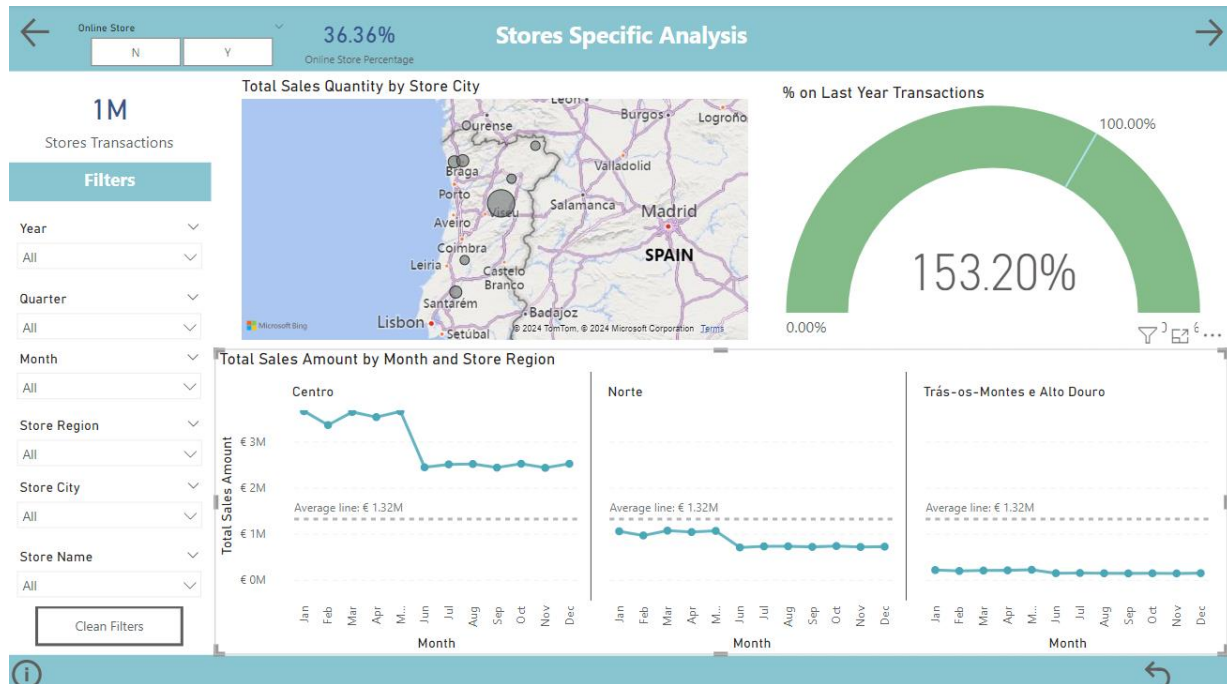 Online Store
N
Y
36.36%
Online Store Percentage
Stores Specific Analysis
1M
Stores Transactions
Filters
Year
All
Quarter
All
Month
All
Store Region
All
Store City
All
Store Name
All
Clean Filters
Total Sales Quantity by Store City
Leon
Burgos
Logroño
Ourense
Braga
Valladolid
Porto
Viseu
Salamanca
Madrid
Aveiro
Coimbra
SPAIN
Leiria
Castelo
Branco
Santarém
Badajoz
Lisbon
Setúbal
Microsoft Bing
© 2024 TomTom, © 2024 Microsoft Corporation Terms
% on Last Year Transactions
100.00%
153.20%
0.00%
Total Sales Amount by Month and Store Region
Centro
Norte
Trás-os-Montes e Alto Douro
Total Sales Amount
€ 3M
€ 2M
€ 1M
€ 0M
Average line: € 1.32M
Average line: € 1.32M
Average line: € 1.32M
Jan Feb Mar Apr M... Jun Jul Aug Sep Oct Nov Dec
Jan Feb Mar Apr M... Jun Jul Aug Sep Oct Nov Dec
Jan Feb Mar Apr M... Jun Jul Aug Sep Oct Nov Dec
Month
Month
Month